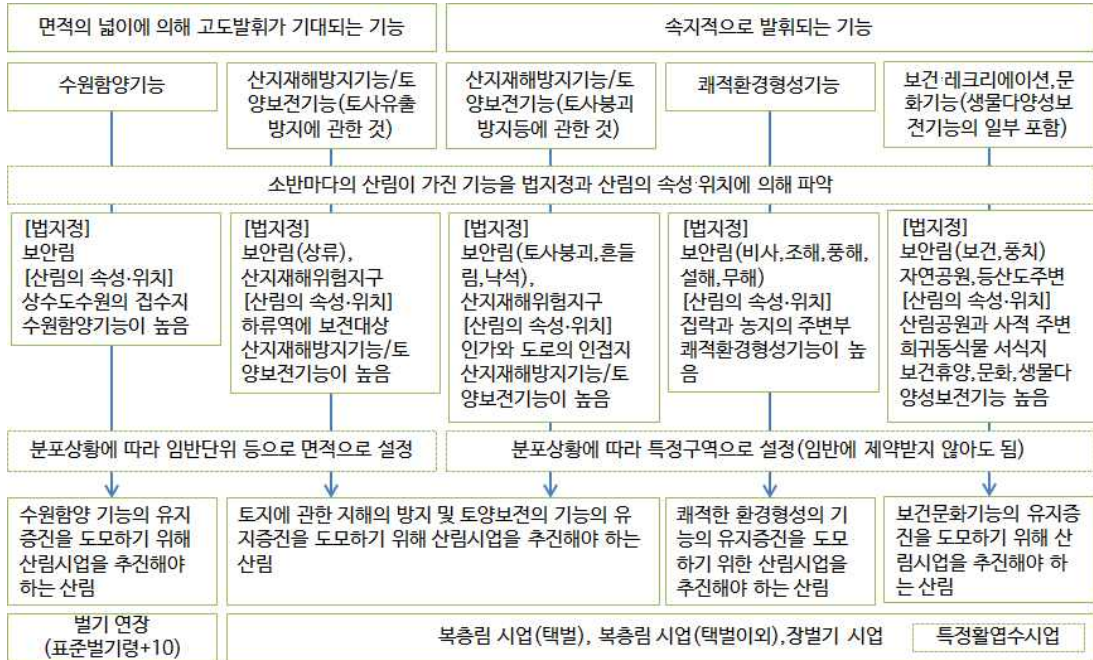 면적의 넓이에 의해 고도발휘가 기대되는 기능
속지적으로 발휘되는 기능
수원함양기능
산지재해방지기능/토
양보전기능(토사유출
방지에 관한 것)
산지재해방지기능/토
양보전기능(토사붕괴
방지등에 관한 것)
쾌적환경형성기능
보건·레크리에이션,문
화기능(생물다양성보
전기능의 일부 포함)
소반마다의 산림이 가진 기능을 법지정과 산림의 속성·위치에 의해 파악
[법지정]
보안림
[산림의 속성·위치]
상수도수원의 집수지
수원함양기능이 높음
[법지정]
보안림(상류),
산지재해위험지구
[산림의 속성·위치]
하류역에 보전대상
산지재해방지기능/토
양보전기능이 높음
[법지정]
보안림(토사붕괴,흔들
림,낙석),
산지재해위험지구
[산림의 속성·위치]
인가와 도로의 인접지
산지재해방지기능/토
양보전기능이 높음
[법지정]
보안림(비사,조해,풍해,
설해,무해)
[산림의 속성·위치]
집락과 농지의 주변부
쾌적환경형성기능이 높
음
[법지정]
보안림(보건,풍치)
자연공원,등산도주변
[산림의 속성·위치]
산림공원과 사적 주변
희귀동식물 서식지
보건휴양,문화,생물다
양성보전기능 높음
분포상황에 따라 임반단위 등으로 면적으로 설정
분포상황에 따라 특정구역으로 설정(임반에 제약받지 않아도 됨)
수원함양 기능의 유지
증진을 도모하기 위해
산림시업을 추진해야
하는 산림
토지에 관한 지해의 방지 및 토양보전의 기능의 유
지증진을 도모하기 위해 산림시업을 추진해야 하는
산림
쾌적한 환경형성의 기
능의 유지증진을 도모
하기 위한 산림시업을
추진해야 하는 산림
보건문화기능의 유지증
진을 도모하기 위해 산
림시업을 추진해야 하
는 산림
벌기 연장
(표준벌기령+10)
복층림 시업(택벌), 복층림 시업(택벌이외),장벌기 시업
특정활엽수시업